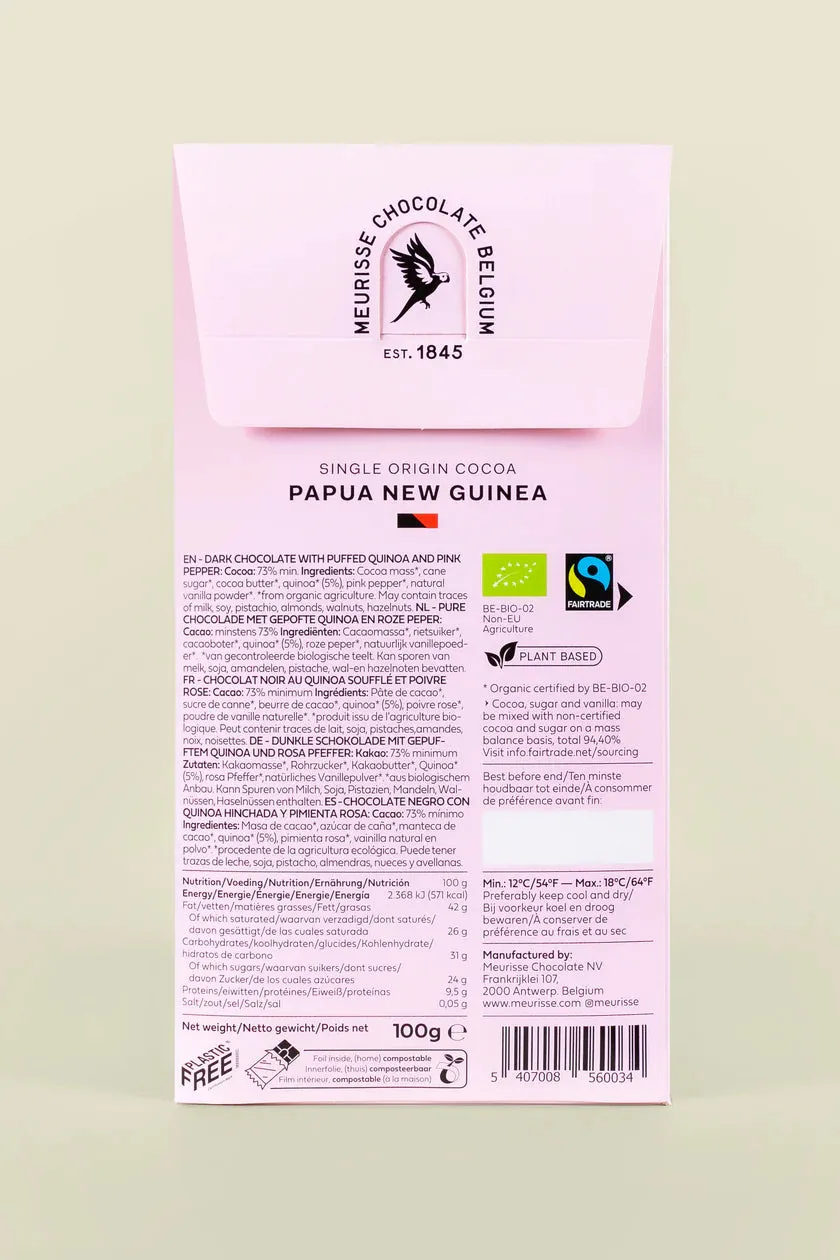 MEURISSE CHOCOLATE BELGIUM
EST. 1845
SINGLE ORIGIN COCOA
PAPUA NEW GUINEA
EN - DARK CHOCOLATE WITH PUFFED QUINOA AND PINK
PEPPER: Cocoa: 73% min. Ingredients: Cocoa mass*, cane
sugar*, cocoa butter*, quinoa* (5%), pink pepper*, natural
vanilla powder*. *from organic agriculture. May contain traces
of milk, soy, pistachio, almonds, walnuts, hazelnuts. NL - PURE
CHOCOLADE MET GEPOFTE QUINOA EN ROZE PEPER:
Cacao: minstens 73% Ingrediënten: Cacaomassa*, rietsuiker*,
cacaoboter*, quinoa* (5%), roze peper*, natuurlijk vanillepoed-
er*. *van gecontroleerde biologische teelt. Kan sporen van
melk, soja, amandelen, pistache, wal-en hazelnoten bevatten.
FR - CHOCOLAT NOIR AU QUINOA SOUFFLÉ ET POIVRE
ROSE: Cacao: 73% minimum Ingrédients: Pâte de cacao*,
sucre de canne*, beurre de cacao*, quinoa* (5%), poivre rose*,
poudre de vanille naturelle*. *produit issu de l'agriculture bio-
logique. Peut contenir traces de lait, soja, pistaches,amandes,
noix, noisettes. DE - DUNKLE SCHOKOLADE MIT GEPUF-
FTEM QUINOA UND ROSA PFEFFER: Kakao: 73% minimum
Zutaten: Kakaomasse*, Rohrzucker*, Kakaobutter*, Quinoa*
(5%), rosa Pfeffer*,natürliches Vanillepulver*. *aus biologischem
Anbau. Kann Spuren von Milch, Soja, Pistazien, Mandeln, Wal-
nüssen, Haselnüssen enthalten. ES - CHOCOLATE NEGRO CON
QUINOA HINCHADA Y PIMIENTA ROSA: Cacao: 73% mínimo
Ingredientes: Masa de cacao*, azúcar de caña*, manteca de
cacao*, quinoa* (5%), pimienta rosa*, vainilla natural en
polvo*. *procedente de la agricultura ecológica. Puede tener
trazas de leche, soja, pistacho, almendras, nueces y avellanas.
Nutrition/Voeding/Nutrition/Ernährung/Nutrición 100 g
Energy/Energie/Énergie/Energie/Energía 2.368 kJ (571 kcal)
Fat/vetten/matières grasses/Fett/grasas 42 g
Of which saturated/waarvan verzadigd/dont saturés/
davon gesättigt/de las cuales saturada 26 g
Carbohydrates/koolhydraten/glucides/Kohlenhydrate/
hidratos de carbono 31 g
Of which sugars/waarvan suikers/dont sucres/
davon Zucker/de los cuales azúcares 24 g
Proteins/eiwitten/protéines/Eiweiß/proteínas 9,5 g
Salt/zout/sel/Salz/sal 0,05 g
Net weight/Netto gewicht/Poids net 100g ℮
PLASTIC
FREE
Foil inside, (home) compostable
Innerfolie, (thuis) composteerbaar
Film intérieur, compostable (à la maison)
FAIRTRADE
®
BE-BIO-02
Non-EU
Agriculture
PLANT BASED
* Organic certified by BE-BIO-02
Cocoa, sugar and vanilla: may
be mixed with non-certified
cocoa and sugar on a mass
balance basis, total 94,40%
Visit info.fairtrade.net/sourcing
Best before end/Ten minste
houdbaar tot einde/À consommer
de préférence avant fin:
Min.: 12°C/54°F — Max.: 18°C/64°F
Preferably keep cool and dry/
Bij voorkeur koel en droog
bewaren/À conserver de
préférence au frais et au sec
Manufactured by:
Meurisse Chocolate NV
Frankrijklei 107,
2000 Antwerp. Belgium
www.meurisse.com @meurisse
5 407008 560034